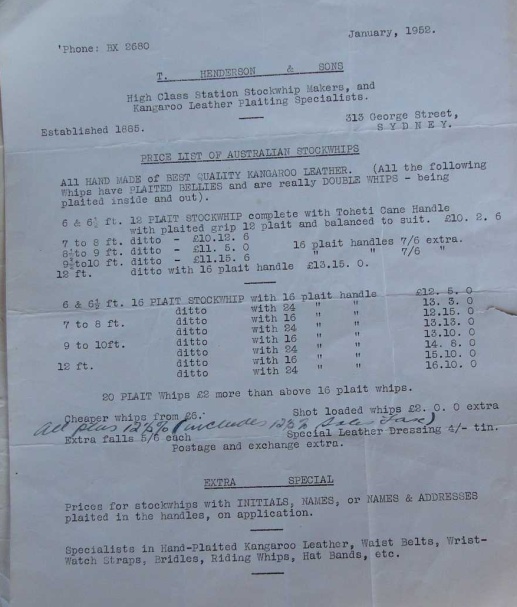 January, 1952.
'Phone: BX 2680
T. HENDERSON & SONS
High Class Station Stockwhip Makers, and
Kangaroo Leather Plaiting Specialists.
Established 1885.
313 George Street,
SYDNEY.
PRICE LIST OF AUSTRALIAN STOCKWHIPS
All HAND MADE of BEST QUALITY KANGAROO LEATHER. (All the following
Whips have PLAITED BELLIES and are really DOUBLE WHIPS - being
plaited inside and out).
6 & 6½ ft. 12 PLAIT STOCKWHIP complete with Toheti Cane Handle
with plaited grip 12 plait and balanced to suit. £10. 2. 6
7 to 8 ft. ditto - £10.12. 6
8½to 9 ft. ditto - £11. 5. 0 16 plait handles 7/6 extra.
9½to10 ft. ditto - £11.15. 6 " " 7/6 "
12 ft. ditto with 16 plait handle £13.15. 0.
6 & 6½ ft. 16 PLAIT STOCKWHIP with 16 plait handle £12. 5. 0
ditto with 24 " " 13. 3. 0
7 to 8 ft. ditto with 16 " " 12.15. 0
ditto with 24 " " 13.13. 0
9 to 10ft. ditto with 16 " " 13.10. 0
ditto with 24 " " 14. 8. 0
12 ft. ditto with 16 " " 15.10. 0
ditto with 24 " " 16.10. 0
20 PLAIT Whips £2 more than above 16 plait whips.
Cheaper whips from £6. Shot loaded whips £2. 0. 0 extra
All plus 12½% (includes 12½% Sales Tax)
Extra falls 5/6 each Special Leather Dressing 4/- tin.
Postage and exchange extra.
EXTRA SPECIAL
Prices for stockwhips with INITIALS, NAMES, or NAMES & ADDRESSES
plaited in the handles, on application.
Specialists in Hand-Plaited Kangaroo Leather, Waist Belts, Wrist-
Watch Straps, Bridles, Riding Whips, Hat Bands, etc.